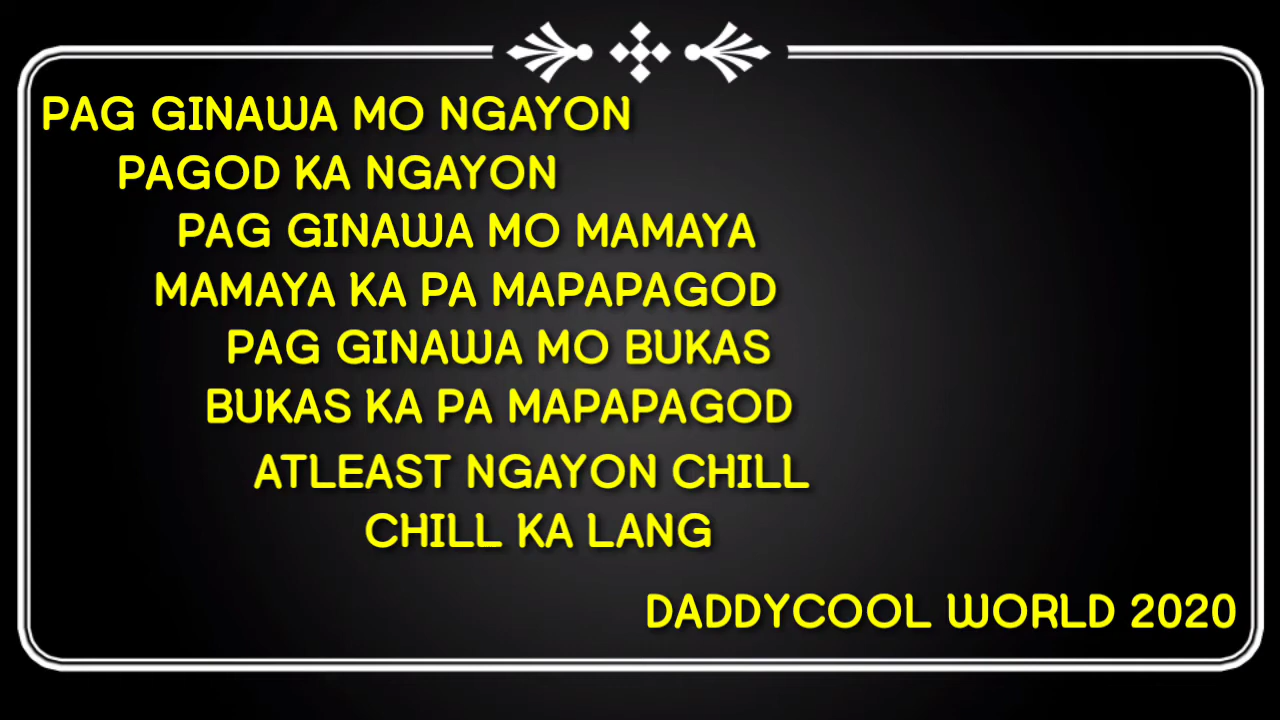 PAG GINAWA MO NGAYON
PAGOD KA NGAYON
PAG GINAWA MO MAMAYA
MAMAYA KA PA MAPAPAGOD
PAG GINAWA MO BUKAS
BUKAS KA PA MAPAPAGOD
ATLEAST NGAYON CHILL
CHILL KA LANG
DADDYCOOL WORLD 2020